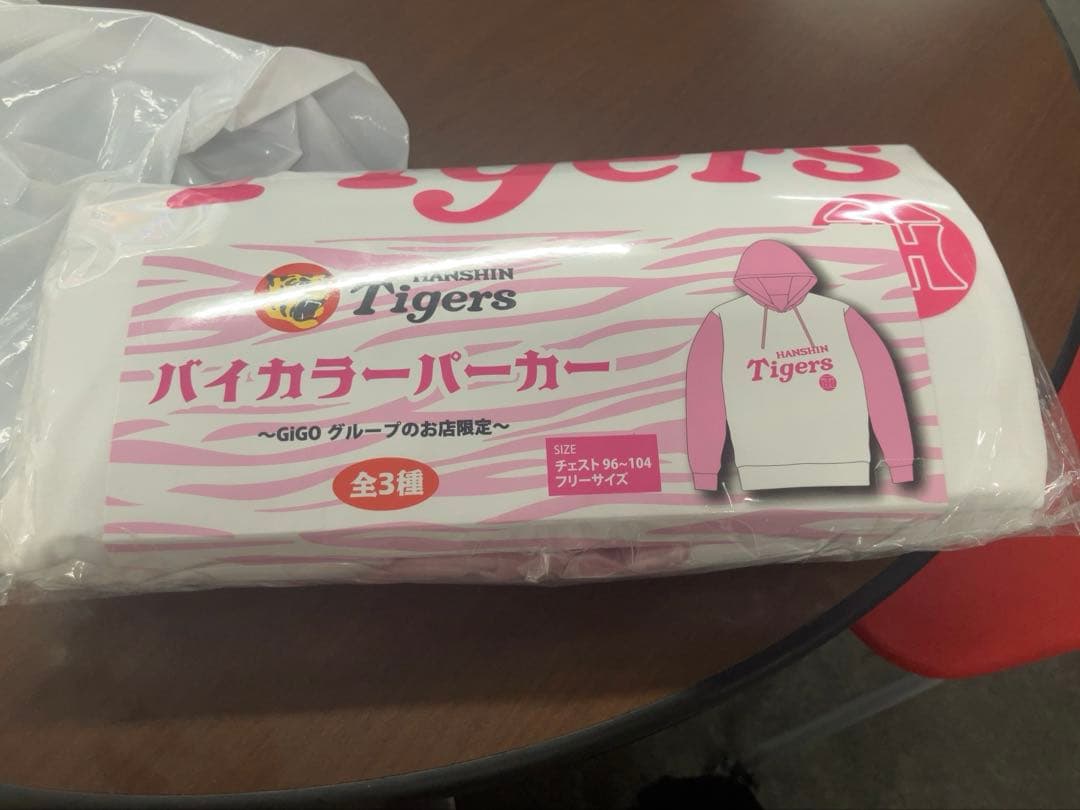 Tigers
HANSHIN
Tigers
バイカラーパーカー
～GiGO グループのお店限定～
全3種
SIZE
チェスト 96~104
フリーサイズ
HANSHIN
Tigers